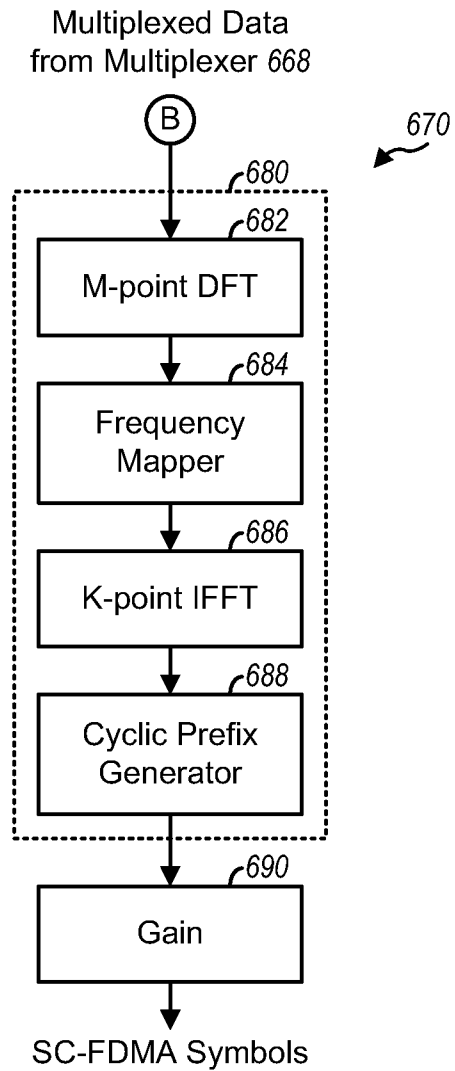 Multiplexed Data
from Multiplexer 668
B
670
680
682
M-point DFT
684
Frequency
Mapper
686
K-point IFFT
688
Cyclic Prefix
Generator
690
Gain
SC-FDMA Symbols